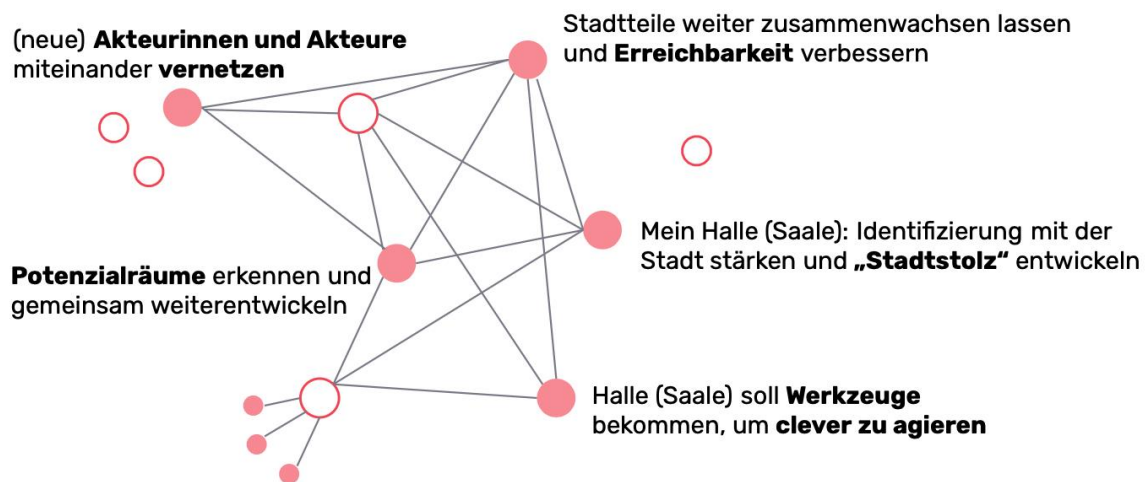 (neue) Akteurinnen und Akteure
miteinander vernetzen
Stadtteile weiter zusammenwachsen lassen
und Erreichbarkeit verbessern
Mein Halle (Saale): Identifizierung mit der
Stadt stärken und „Stadtstolz“ entwickeln
Potenzialräume erkennen und
gemeinsam weiterentwickeln
Halle (Saale) soll Werkzeuge
bekommen, um clever zu agieren